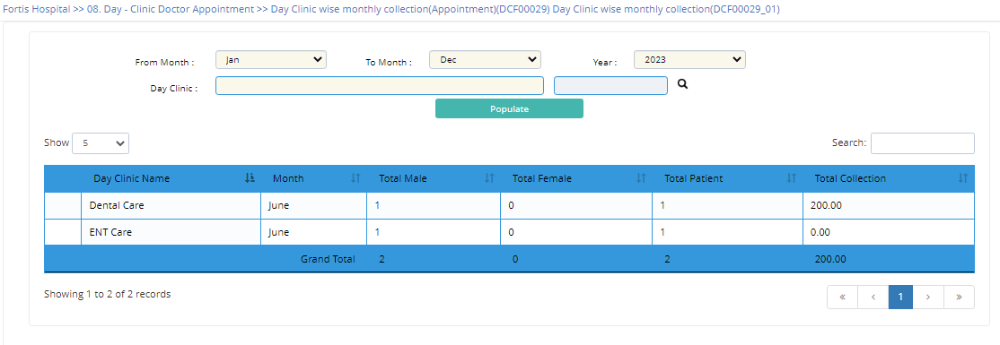 Fortis Hospital >> 08. Day - Clinic Doctor Appointment >> Day Clinic wise monthly collection(Appointment)(DCF00029) Day Clinic wise monthly collection(DCF00029_01)
From Month : Jan To Month : Dec Year : 2023
Day Clinic :
Populate
Show 5 Search:
Day Clinic Name Month Total Male Total Female Total Patient Total Collection
Dental Care June 1 0 1 200.00
ENT Care June 1 0 1 0.00
Grand Total 2 0 2 200.00
Showing 1 to 2 of 2 records « ‹ 1 › »